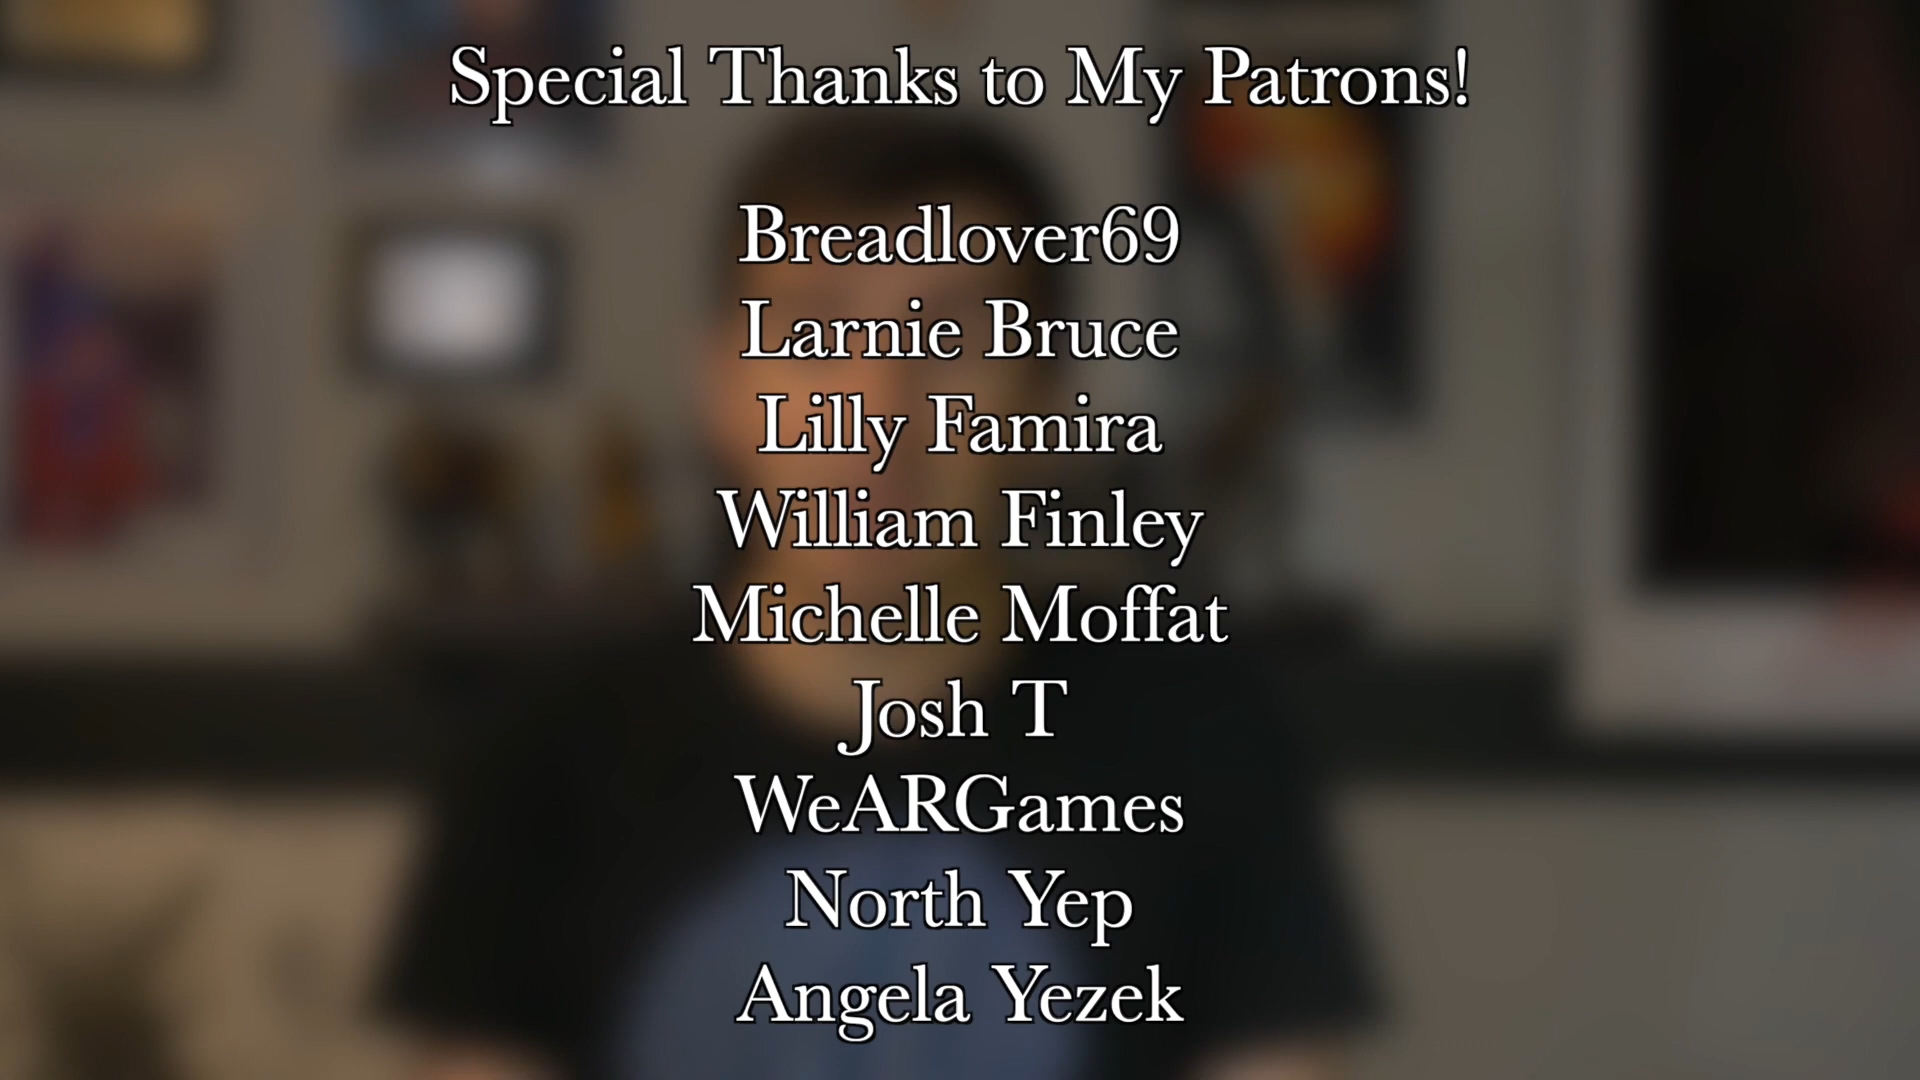 Special Thanks to My Patrons!
Breadlover69
Larnie Bruce
Lilly Famira
William Finley
Michelle Moffat
Josh T
WeARGames
North Yep
Angela Yezek